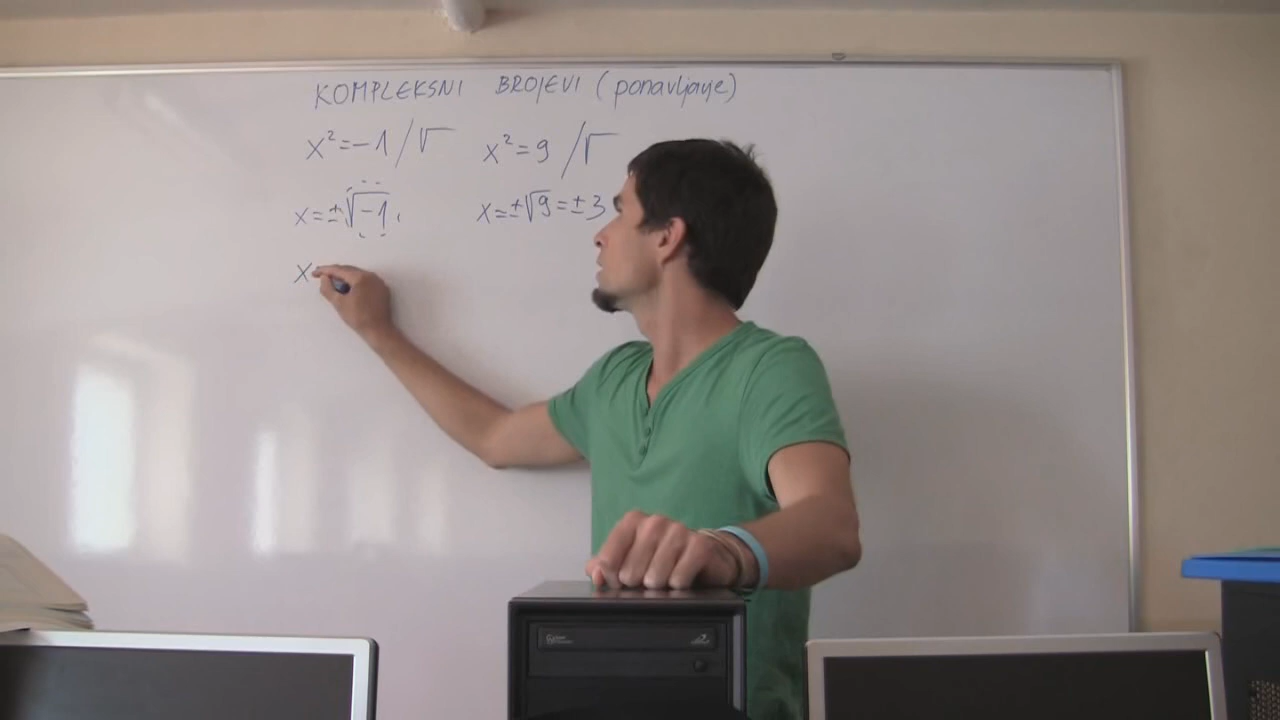 KOMPLEKSNI BROJEVI (ponavljanje)
x²=-1 /√ x²=9 /√
x=±√-1 x=±√9=±3
x